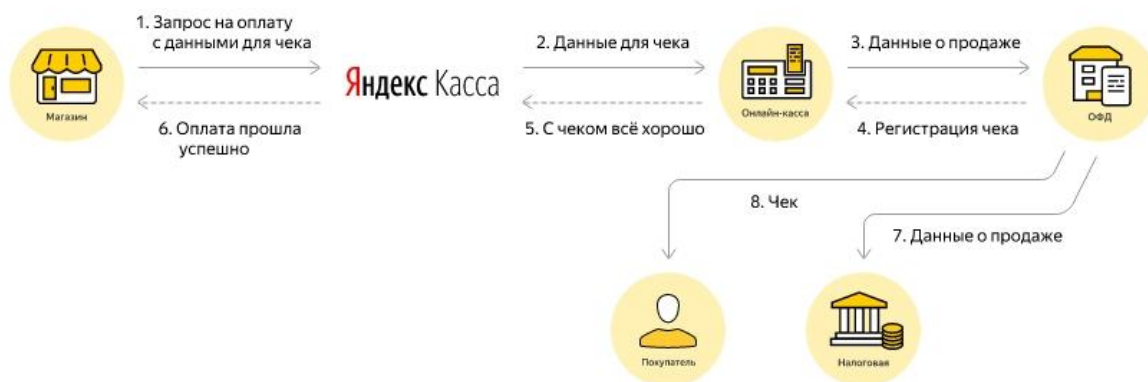 1. Запрос на оплату
с данными для чека
2. Данные для чека
3. Данные о продаже
Яндекс Касса
Магазин
Онлайн-касса
ОФД
6. Оплата прошла
успешно
5. С чеком всё хорошо
4. Регистрация чека
8. Чек
7. Данные о продаже
Покупатель
Налоговая